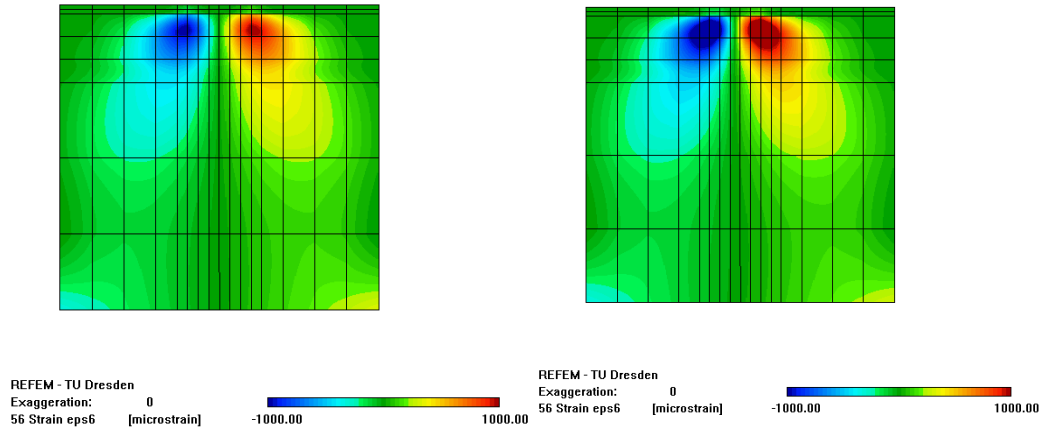 REFEM - TU Dresden
Exaggeration: 0
56 Strain eps6 [microstrain] -1000.00 1000.00
REFEM - TU Dresden
Exaggeration: 0
56 Strain eps6 [microstrain] -1000.00 1000.00